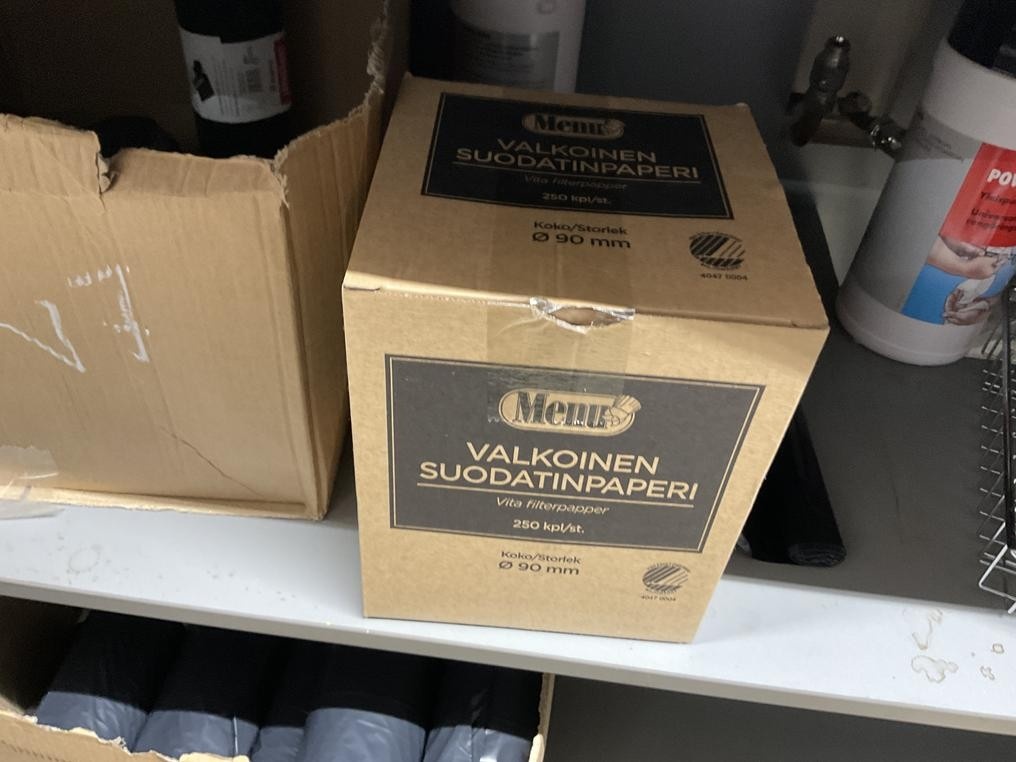 Menu
VALKOINEN
SUODATINPAPERI
Vita filterpapper
250 kpl/st.
Koko/Storlek
Ø 90 mm
4047 0004
Menu
VALKOINEN
SUODATINPAPERI
Vita filterpapper
250 kpl/st.
Koko/Storlek
Ø 90 mm
4047 0004